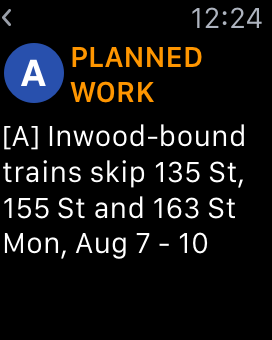 12:24
A
PLANNED
WORK
[A] Inwood-bound
trains skip 135 St,
155 St and 163 St
Mon, Aug 7 - 10